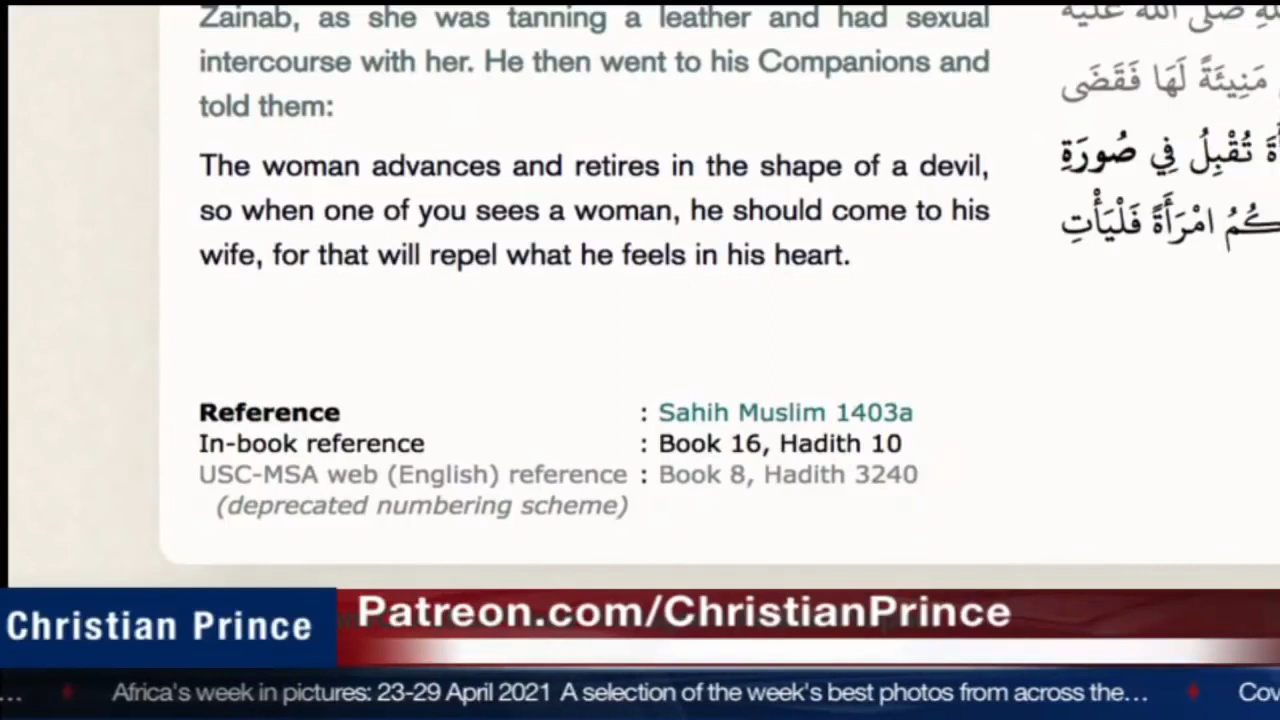 Zainab, as she was tanning a leather and had sexual
intercourse with her. He then went to his Companions and
told them:
The woman advances and retires in the shape of a devil,
so when one of you sees a woman, he should come to his
wife, for that will repel what he feels in his heart.
مَنِيئَةً لَهَا فَقَضَى
تُقْبِلُ فِي صُورَةِ
امْرَأَةً فَلْيَأْتِ
Reference : Sahih Muslim 1403a
In-book reference : Book 16, Hadith 10
USC-MSA web (English) reference : Book 8, Hadith 3240
(deprecated numbering scheme)
Christian Prince
Patreon.com/ChristianPrince
... Africa's week in pictures: 23-29 April 2021 A selection of the week's best photos from across the... Cov